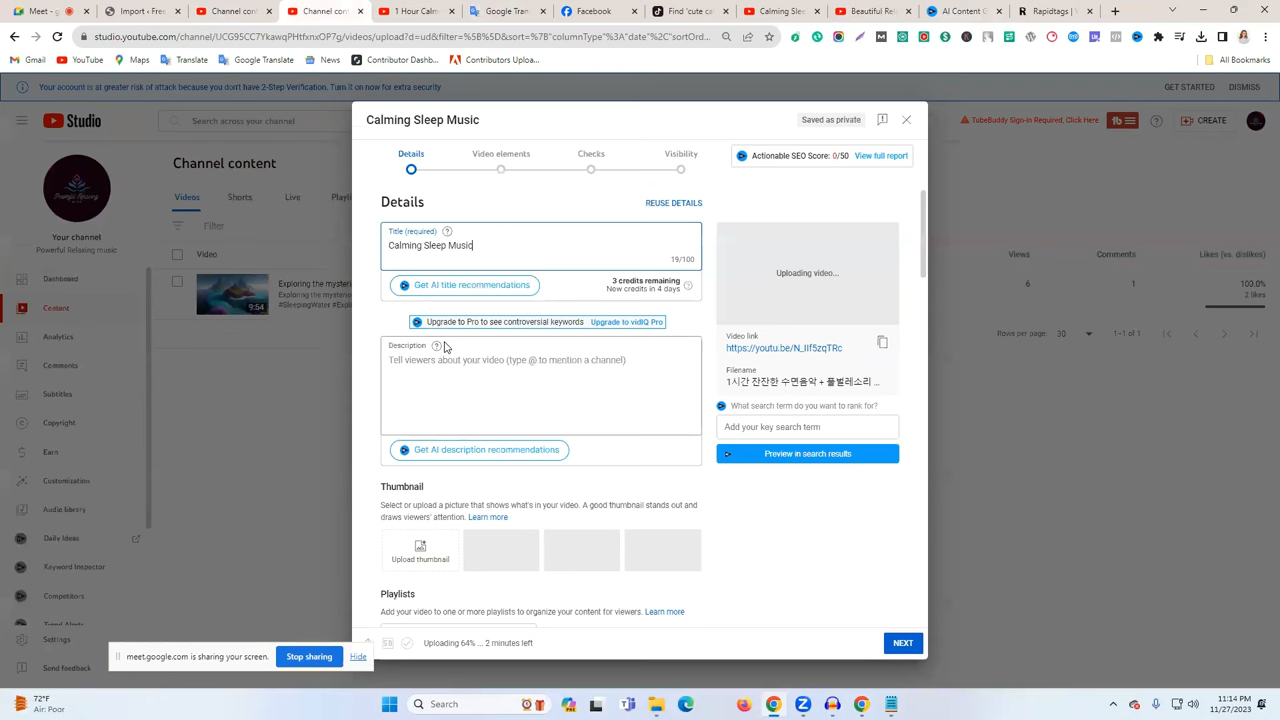 Meet -
Channel content
Channel cont
1 Hour Calm
Google Tran
Facebook
Find 'cute ca
Calming Slee
AI Content
Rapidtags |
studio.youtube.com/channel/UCG95CC7YkawqPHtfxnxOP7g/videos/upload?d=ud&filter=%5B%5D&sort=%7B"columnType"%3A"date"%2C"sortOrd...
Gmail
YouTube
Maps
Translate
Google Translate
News
Contributor Dashb...
Contributors Uploa...
All Bookmarks
Your account is at greater risk of attack because you don't have 2-Step Verification. Turn it on now for extra security
GET STARTED
DISMISS
Studio
Search across your channel
TubeBuddy Sign-in Required, Click Here
CREATE
Your channel
Powerful Relaxing music
Dashboard
Content
Analytics
Comments
Subtitles
Copyright
Earn
Customization
Audio library
Daily Ideas
Keyword Inspector
Competitors
Trend Alerts
Settings
Send feedback
Channel content
Videos
Shorts
Live
Playli
Filter
Video
9:54
Exploring the mysterie
Exploring the mysterie
#SleepingWater #Expl
Views
Comments
Likes (vs. dislikes)
6
1
100.0%
2 likes
Rows per page:
30
1–1 of 1
Calming Sleep Music
Saved as private
Details
Video elements
Checks
Visibility
Actionable SEO Score: 0/50
View full report
Details
REUSE DETAILS
Title (required)
Calming Sleep Music
19/100
Get AI title recommendations
3 credits remaining
New credits in 4 days
Upgrade to Pro to see controversial keywords
Upgrade to vidIQ Pro
Description
Tell viewers about your video (type @ to mention a channel)
Get AI description recommendations
Thumbnail
Select or upload a picture that shows what's in your video. A good thumbnail stands out and
draws viewers' attention. Learn more
Upload thumbnail
Playlists
Add your video to one or more playlists to organize your content for viewers. Learn more
Uploading video...
Video link
https://youtu.be/N_IIf5zqTRc
Filename
1시간 잔잔한 수면음악 + 풀벌레소리 ...
What search term do you want to rank for?
Add your key search term
Preview in search results
Uploading 64% ... 2 minutes left
NEXT
meet.google.com is sharing your screen.
Stop sharing
Hide
72°F
Air: Poor
Search
11:14 PM
11/27/2023